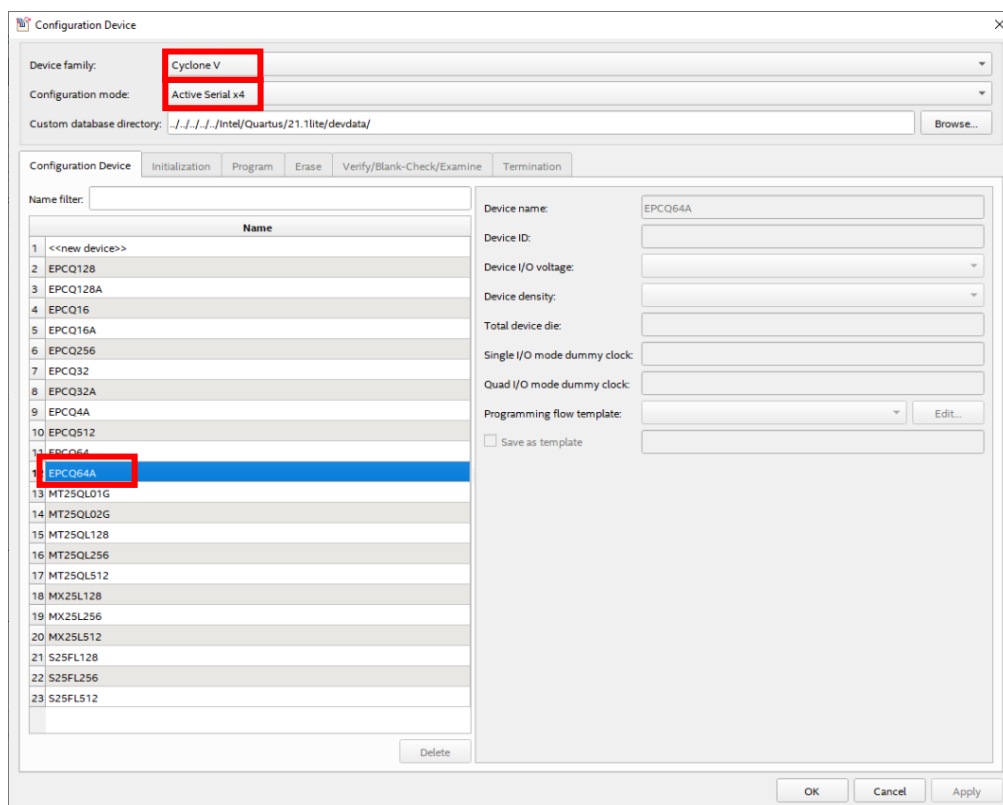 Configuration Device
Device family: Cyclone V
Configuration mode: Active Serial x4
Custom database directory: ../../../../../Intel/Quartus/21.1lite/devdata/ Browse...
Configuration Device Initialization Program Erase Verify/Blank-Check/Examine Termination
Name filter:
Name
1 <<new device>>
2 EPCQ128
3 EPCQ128A
4 EPCQ16
5 EPCQ16A
6 EPCQ256
7 EPCQ32
8 EPCQ32A
9 EPCQ4A
10 EPCQ512
11 EPCQ64
EPCQ64A
13 MT25QL01G
14 MT25QL02G
15 MT25QL128
16 MT25QL256
17 MT25QL512
18 MX25L128
19 MX25L256
20 MX25L512
21 S25FL128
22 S25FL256
23 S25FL512
Delete
Device name: EPCQ64A
Device ID:
Device I/O voltage:
Device density:
Total device die:
Single I/O mode dummy clock:
Quad I/O mode dummy clock:
Programming flow template: Edit...
Save as template
OK Cancel Apply